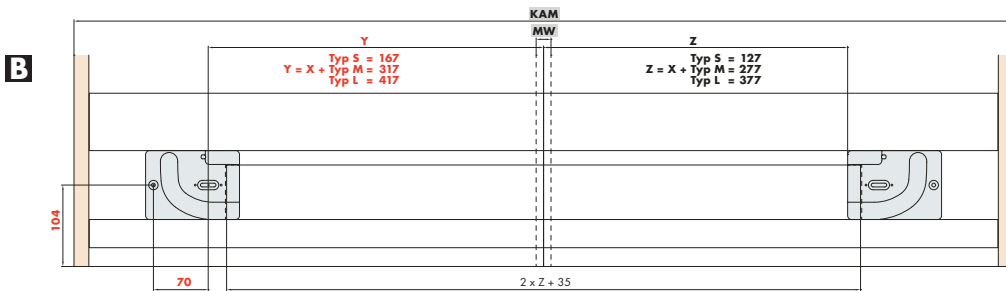 KAM
MW
Y
Z
B
Typ S = 167
Y = X + Typ M = 317
Typ L = 417
Typ S = 127
Z = X + Typ M = 277
Typ L = 377
104
70
2 x Z + 35